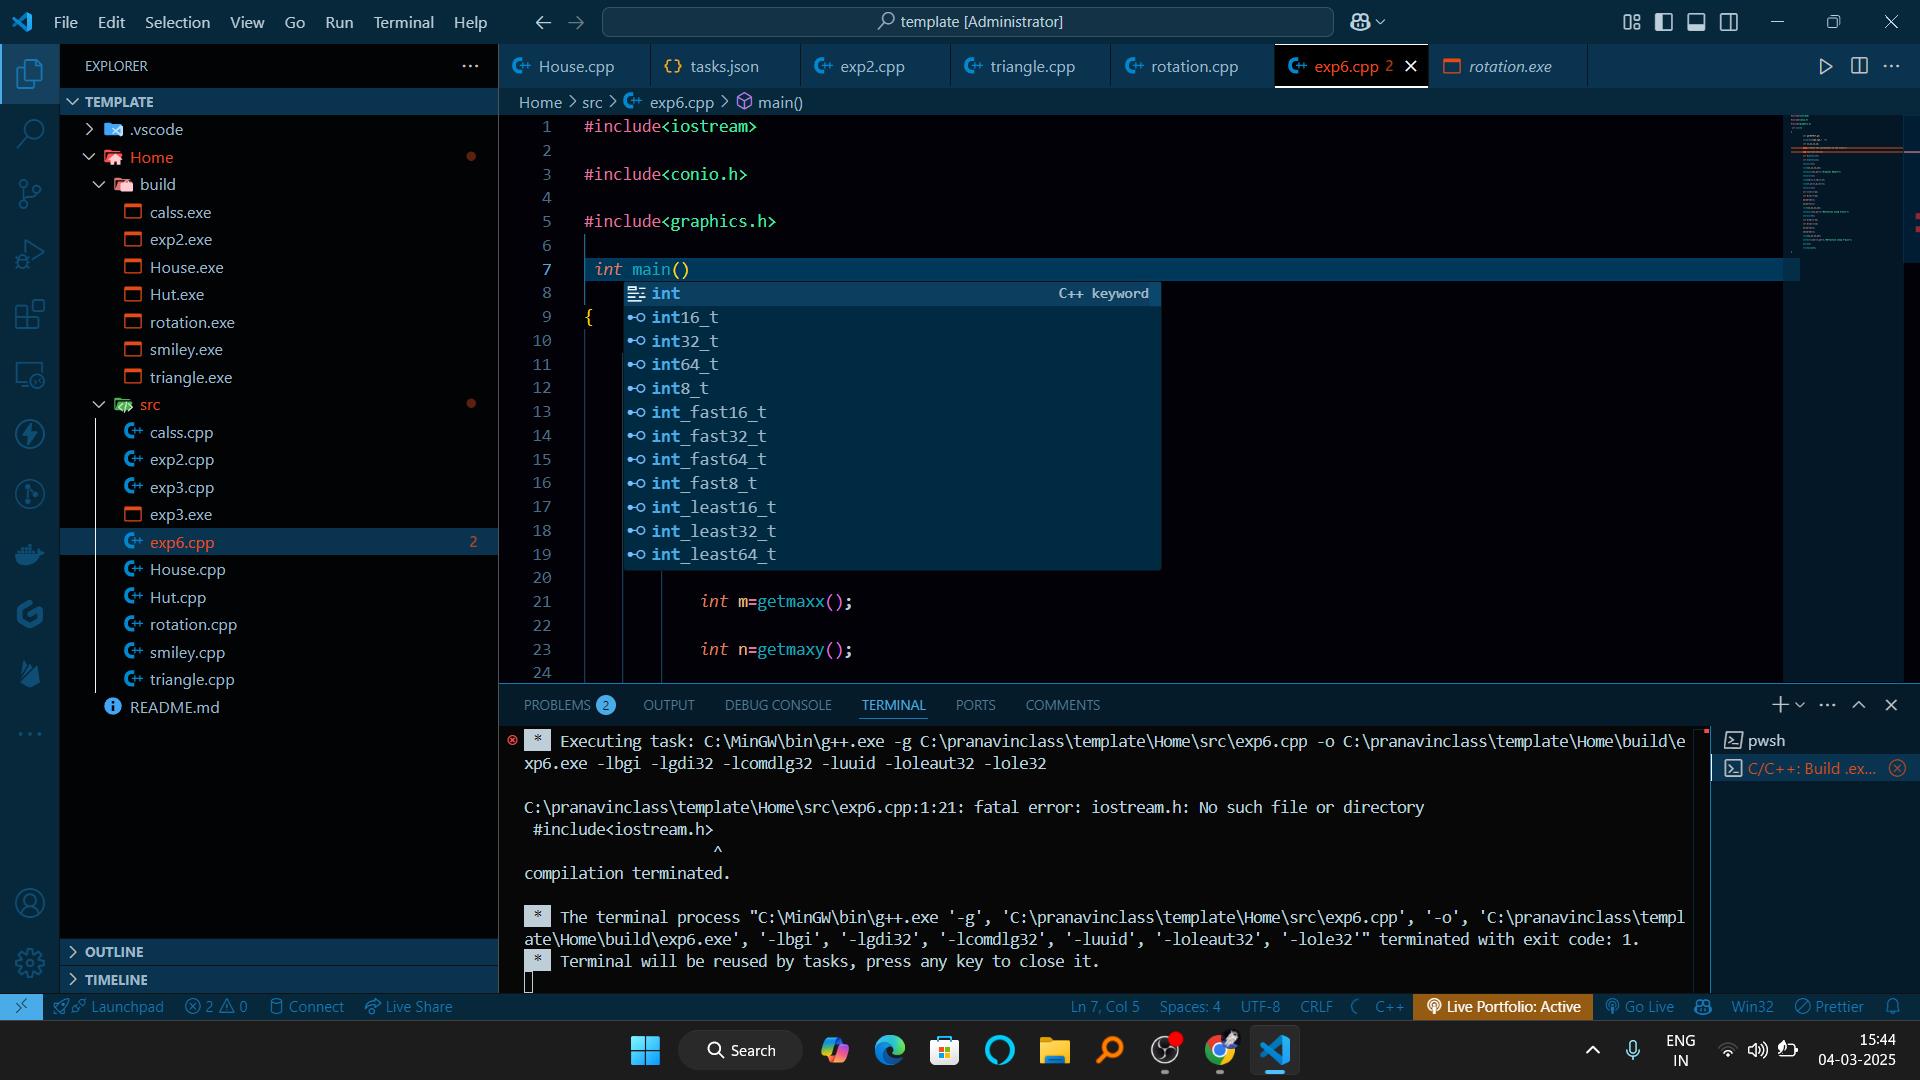 File Edit Selection View Go Run Terminal Help
template [Administrator]
EXPLORER
House.cpp
tasks.json
exp2.cpp
triangle.cpp
rotation.cpp
exp6.cpp 2
rotation.exe
Home > src > exp6.cpp > main()
TEMPLATE
.vscode
Home
build
calss.exe
exp2.exe
House.exe
Hut.exe
rotation.exe
smiley.exe
triangle.exe
src
calss.cpp
exp2.cpp
exp3.cpp
exp3.exe
exp6.cpp 2
House.cpp
Hut.cpp
rotation.cpp
smiley.cpp
triangle.cpp
README.md
OUTLINE
TIMELINE
1 #include<iostream>
2
3 #include<conio.h>
4
5 #include<graphics.h>
6
7 int main()
8
9 {
10
11
12
13
14
15
16
17
18
19
20
21 int m=getmaxx();
22
23 int n=getmaxy();
24
int C++ keyword
int16_t
int32_t
int64_t
int8_t
int_fast16_t
int_fast32_t
int_fast64_t
int_fast8_t
int_least16_t
int_least32_t
int_least64_t
PROBLEMS 2 OUTPUT DEBUG CONSOLE TERMINAL PORTS COMMENTS
* Executing task: C:\MinGW\bin\g++.exe -g C:\pranavinclass\template\Home\src\exp6.cpp -o C:\pranavinclass\template\Home\build\e
xp6.exe -lbgi -lgdi32 -lcomdlg32 -luuid -loleaut32 -lole32
C:\pranavinclass\template\Home\src\exp6.cpp:1:21: fatal error: iostream.h: No such file or directory
#include<iostream.h>
^
compilation terminated.
* The terminal process "C:\MinGW\bin\g++.exe '-g', 'C:\pranavinclass\template\Home\src\exp6.cpp', '-o', 'C:\pranavinclass\templ
ate\Home\build\exp6.exe', '-lbgi', '-lgdi32', '-lcomdlg32', '-luuid', '-loleaut32', '-lole32'" terminated with exit code: 1.
* Terminal will be reused by tasks, press any key to close it.
pwsh
C/C++: Build .ex...
Launchpad 2 0 Connect Live Share
Ln 7, Col 5 Spaces: 4 UTF-8 CRLF C++ Live Portfolio: Active Go Live Win32 Prettier
Search
ENG
IN
15:44
04-03-2025